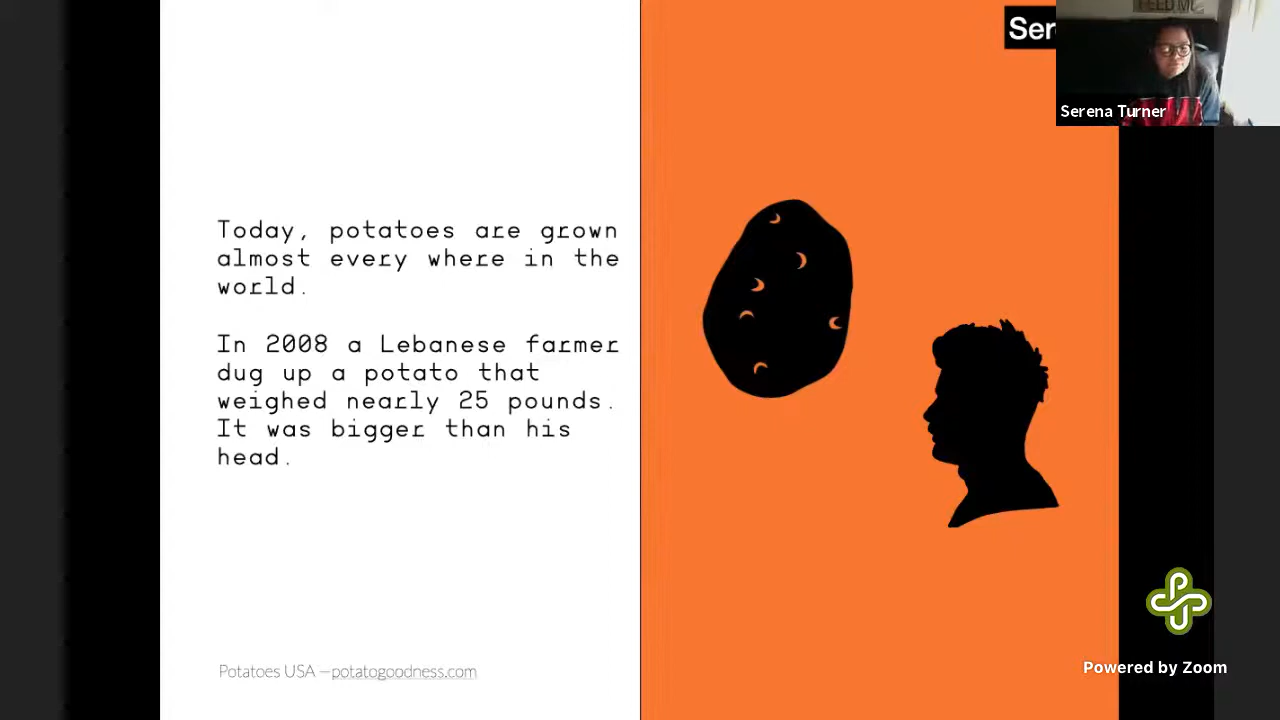 Ser
FEED ME
Serena Turner
Today, potatoes are grown
almost every where in the
world.
In 2008 a Lebanese farmer
dug up a potato that
weighed nearly 25 pounds.
It was bigger than his
head.
Potatoes USA —potatogoodness.com
Powered by Zoom